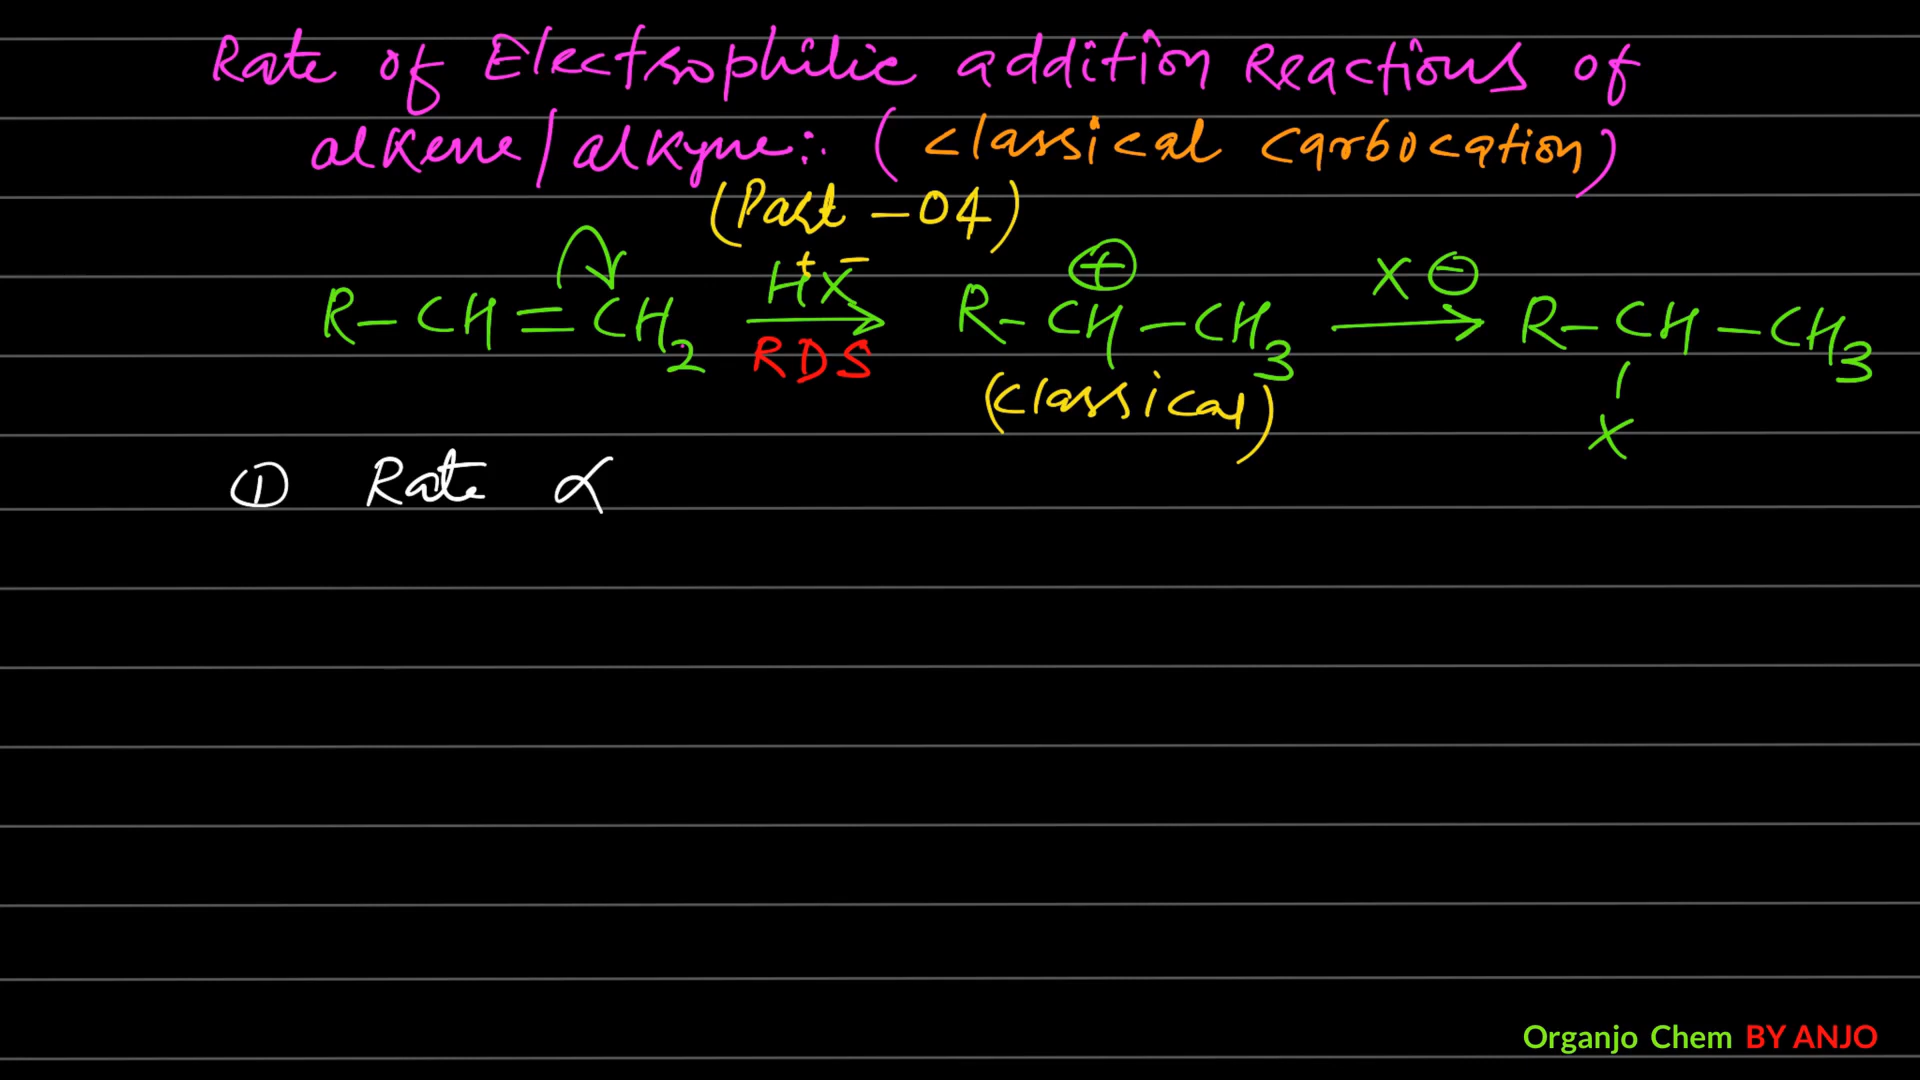 Rate of Electrophilic addition Reactions of
alkene/alkyne:. (classical carbocation)
(Part - 04)
R-CH=CH₂ H⁺X⁻ → RDS R-CH⊕-CH₃ X⊖ → R-CH-CH₃
(classical)
X
① Rate ∝
Organjo Chem BY ANJO